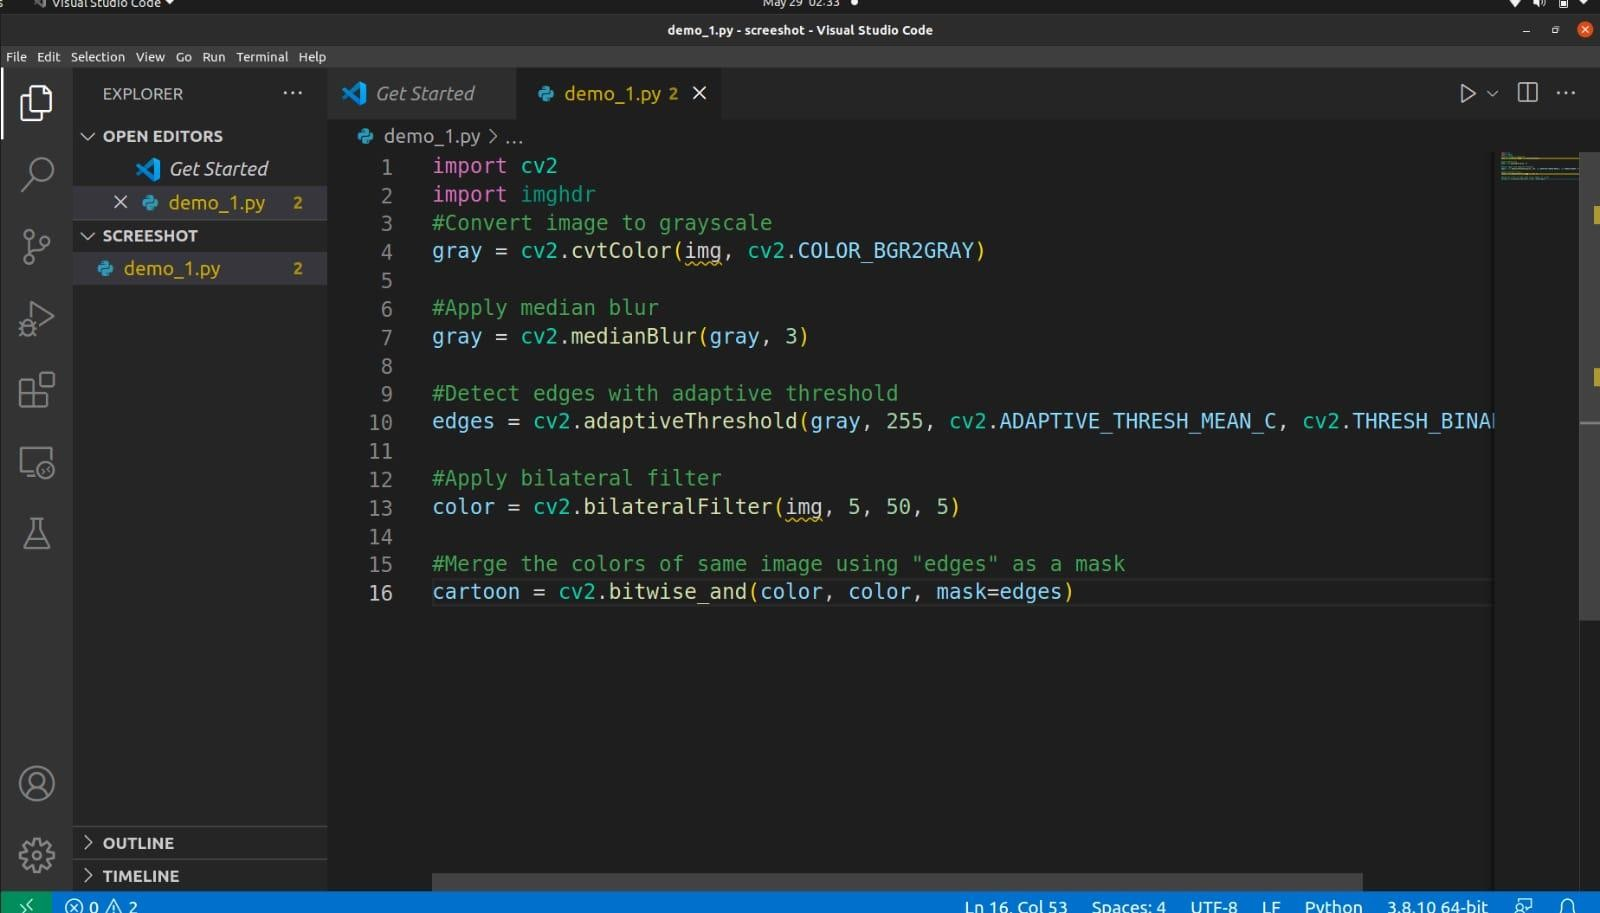 Visual Studio Code
May 29 02:33
demo_1.py - screeshot - Visual Studio Code
File Edit Selection View Go Run Terminal Help
EXPLORER
Get Started
demo_1.py 2
OPEN EDITORS
Get Started
demo_1.py 2
SCREESHOT
demo_1.py 2
OUTLINE
TIMELINE
demo_1.py > ...
1 import cv2
2 import imghdr
3 #Convert image to grayscale
4 gray = cv2.cvtColor(img, cv2.COLOR_BGR2GRAY)
5
6 #Apply median blur
7 gray = cv2.medianBlur(gray, 3)
8
9 #Detect edges with adaptive threshold
10 edges = cv2.adaptiveThreshold(gray, 255, cv2.ADAPTIVE_THRESH_MEAN_C, cv2.THRESH_BINA
11
12 #Apply bilateral filter
13 color = cv2.bilateralFilter(img, 5, 50, 5)
14
15 #Merge the colors of same image using "edges" as a mask
16 cartoon = cv2.bitwise_and(color, color, mask=edges)
0 2
Ln 16, Col 53 Spaces: 4 UTF-8 LF Python 3.8.10 64-bit